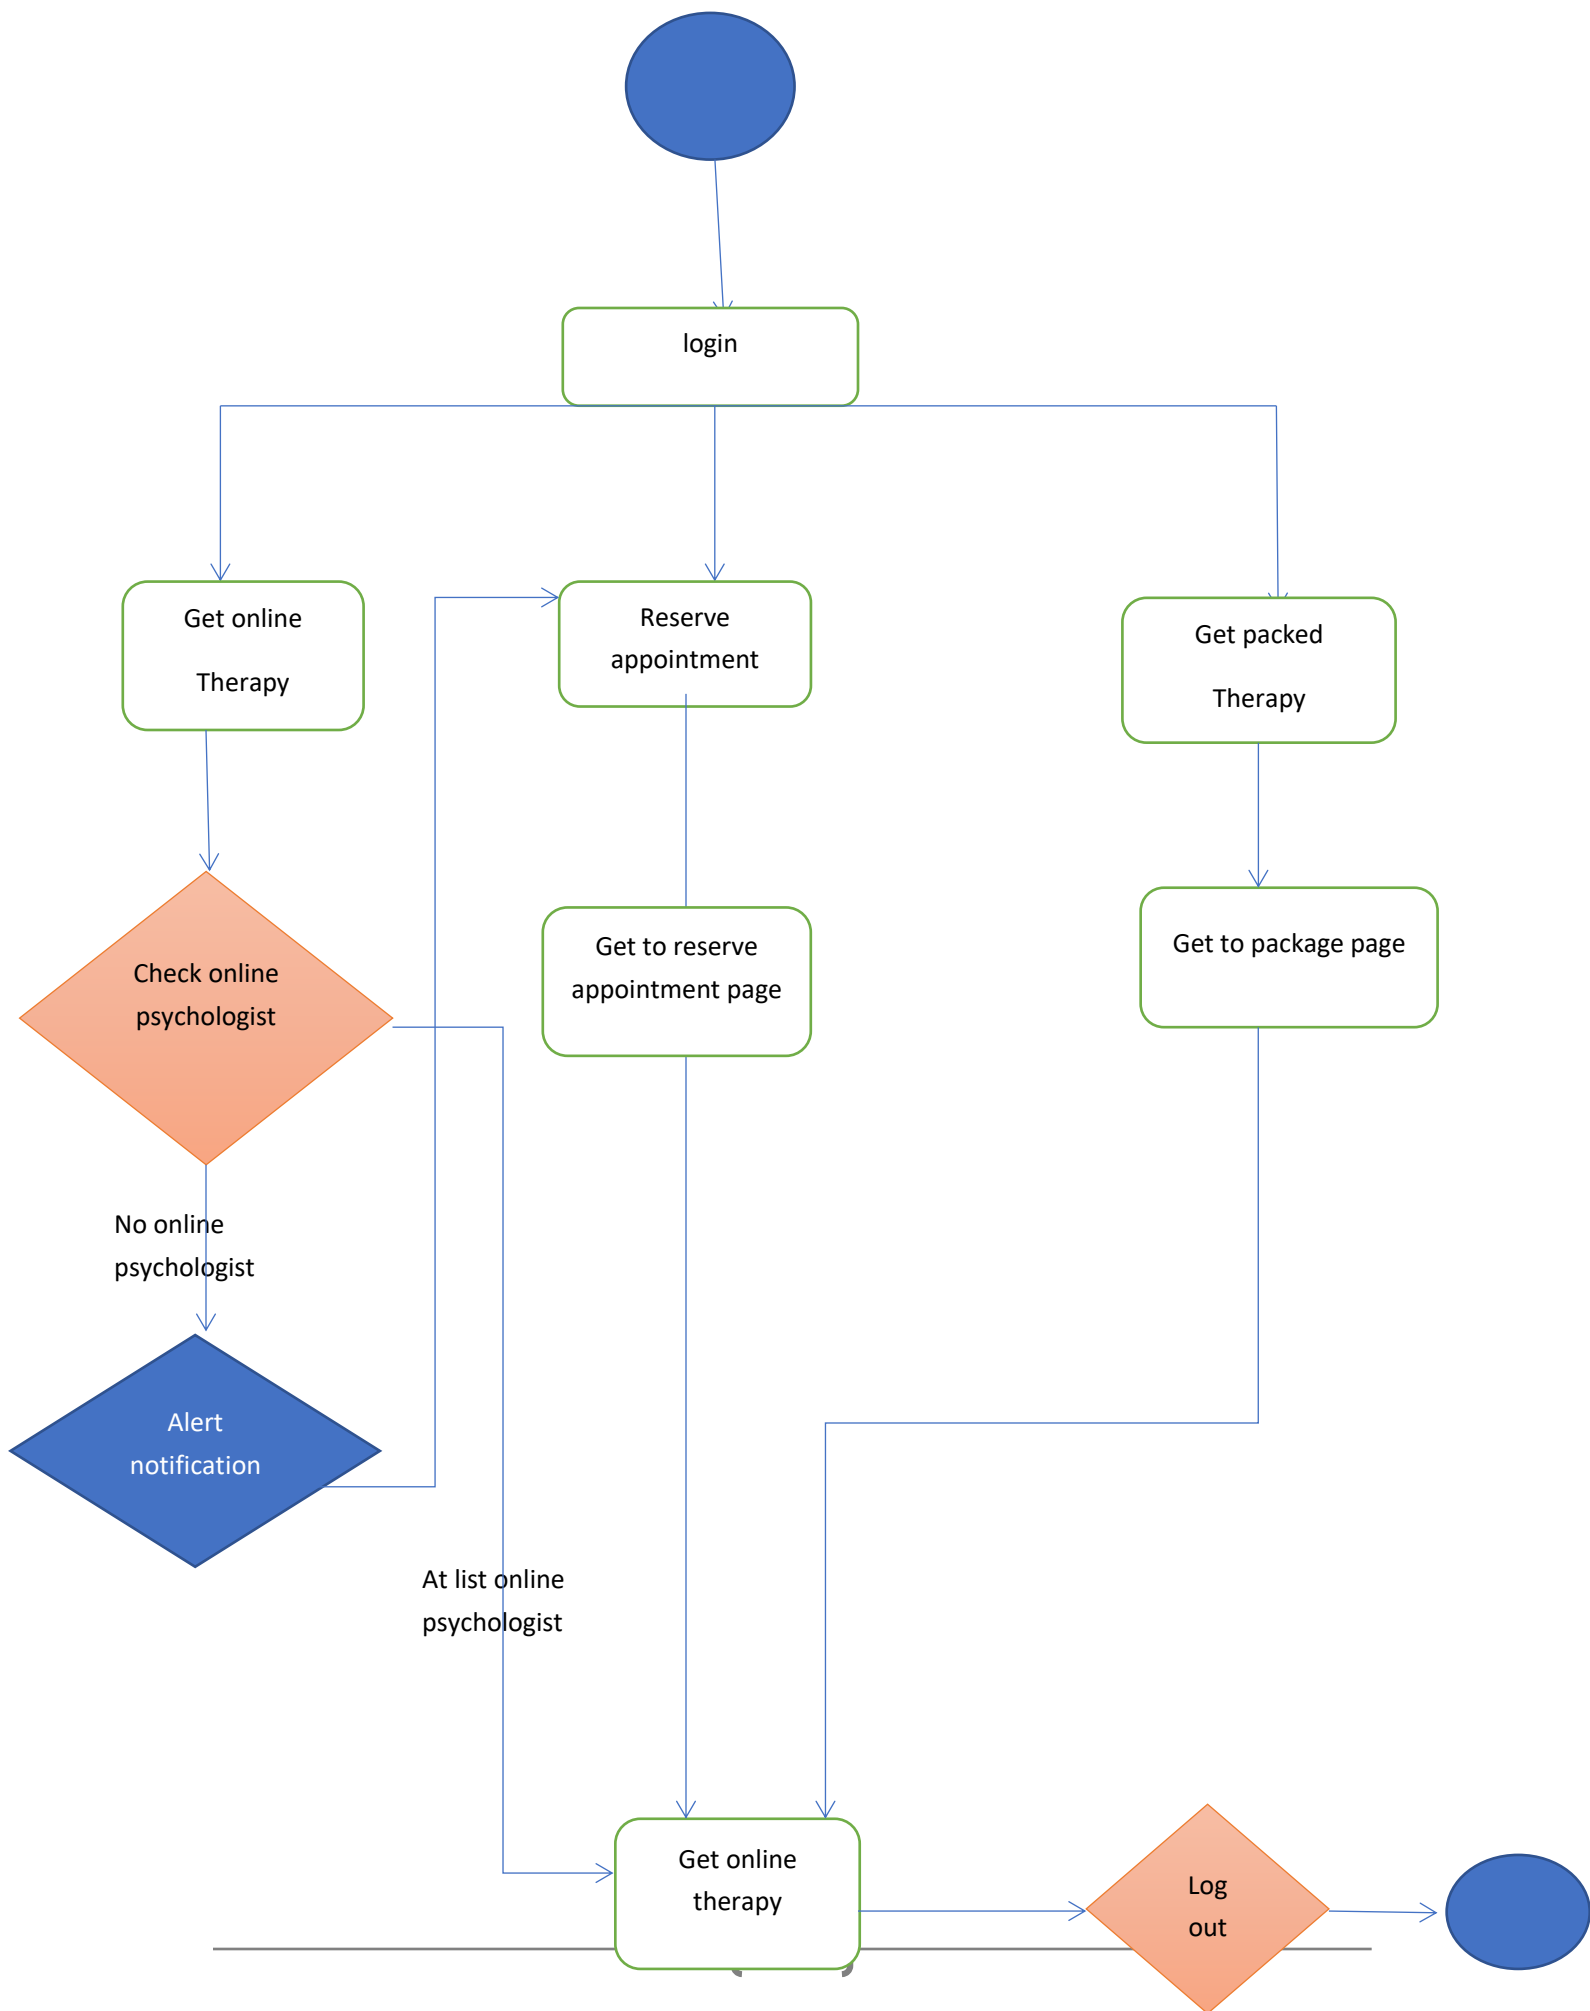 login
Get online
Therapy
Reserve
appointment
Get packed
Therapy
Check online
psychologist
Get to reserve
appointment page
Get to package page
No online
psychologist
Alert
notification
At list online
psychologist
Get online
therapy
Log
out